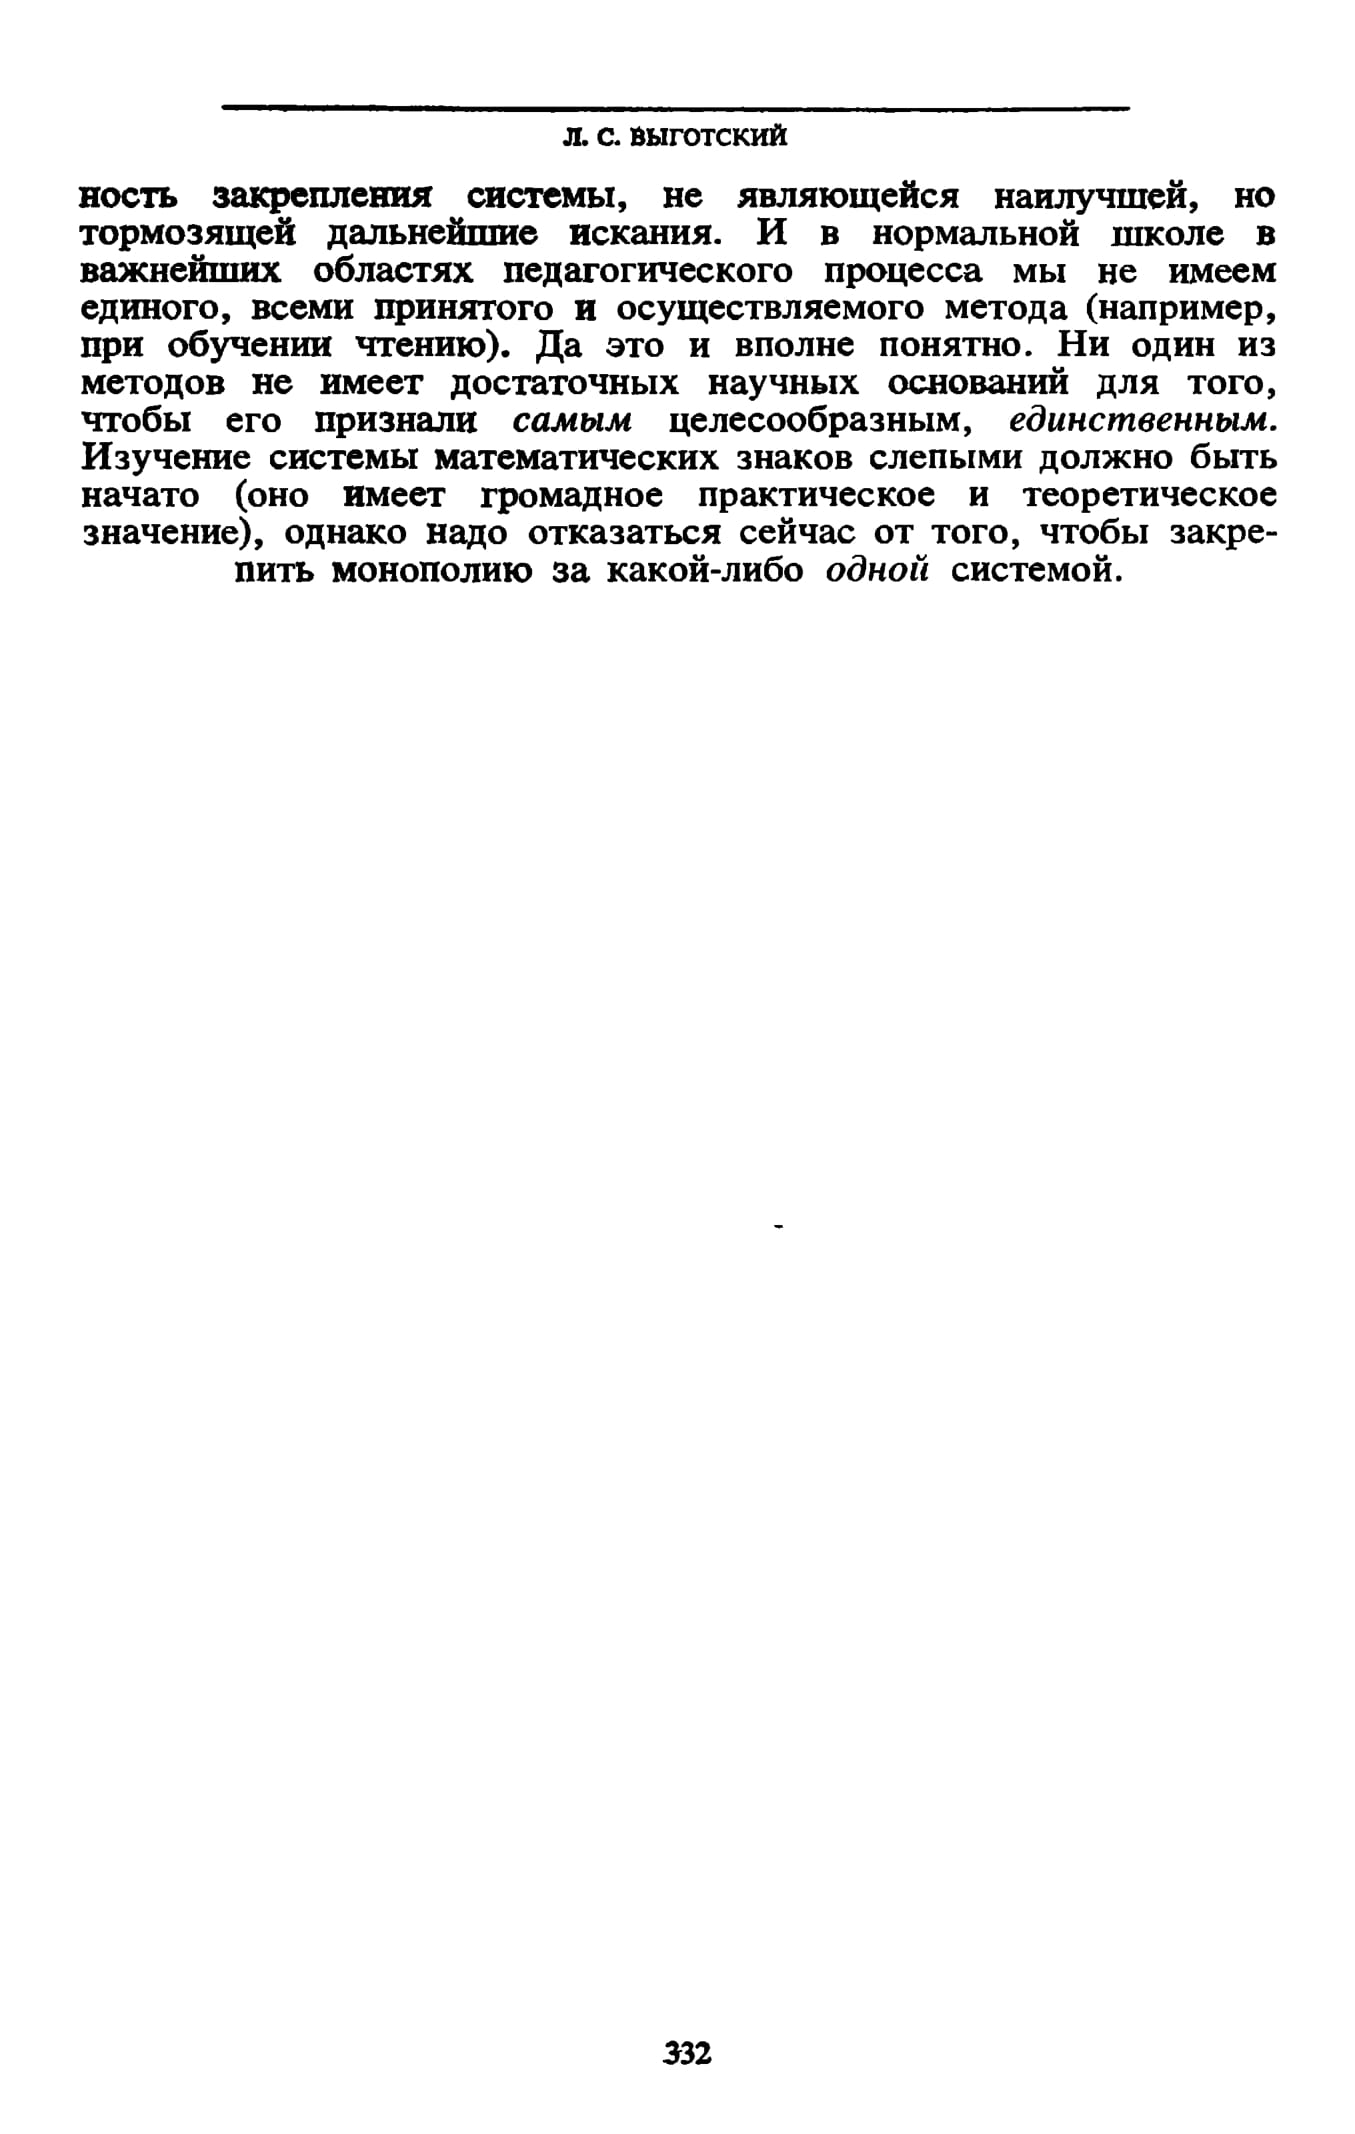 Л. С. ВЫГОТСКИЙ
ность закрепления системы, не являющейся наилучшей, но
тормозящей дальнейшие искания. И в нормальной школе в
важнейших областях педагогического процесса мы не имеем
единого, всеми принятого и осуществляемого метода (например,
при обучении чтению). Да это и вполне понятно. Ни один из
методов не имеет достаточных научных оснований для того,
чтобы его признали самым целесообразным, единственным.
Изучение системы математических знаков слепыми должно быть
начато (оно имеет громадное практическое и теоретическое
значение), однако надо отказаться сейчас от того, чтобы закре-
пить монополию за какой-либо одной системой.
332